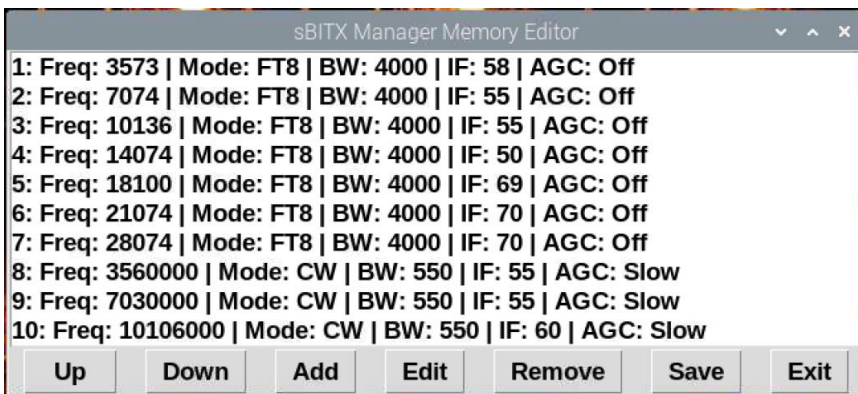 sBITX Manager Memory Editor
1: Freq: 3573 | Mode: FT8 | BW: 4000 | IF: 58 | AGC: Off
2: Freq: 7074 | Mode: FT8 | BW: 4000 | IF: 55 | AGC: Off
3: Freq: 10136 | Mode: FT8 | BW: 4000 | IF: 55 | AGC: Off
4: Freq: 14074 | Mode: FT8 | BW: 4000 | IF: 50 | AGC: Off
5: Freq: 18100 | Mode: FT8 | BW: 4000 | IF: 69 | AGC: Off
6: Freq: 21074 | Mode: FT8 | BW: 4000 | IF: 70 | AGC: Off
7: Freq: 28074 | Mode: FT8 | BW: 4000 | IF: 70 | AGC: Off
8: Freq: 3560000 | Mode: CW | BW: 550 | IF: 55 | AGC: Slow
9: Freq: 7030000 | Mode: CW | BW: 550 | IF: 55 | AGC: Slow
10: Freq: 10106000 | Mode: CW | BW: 550 | IF: 60 | AGC: Slow
Up Down Add Edit Remove Save Exit